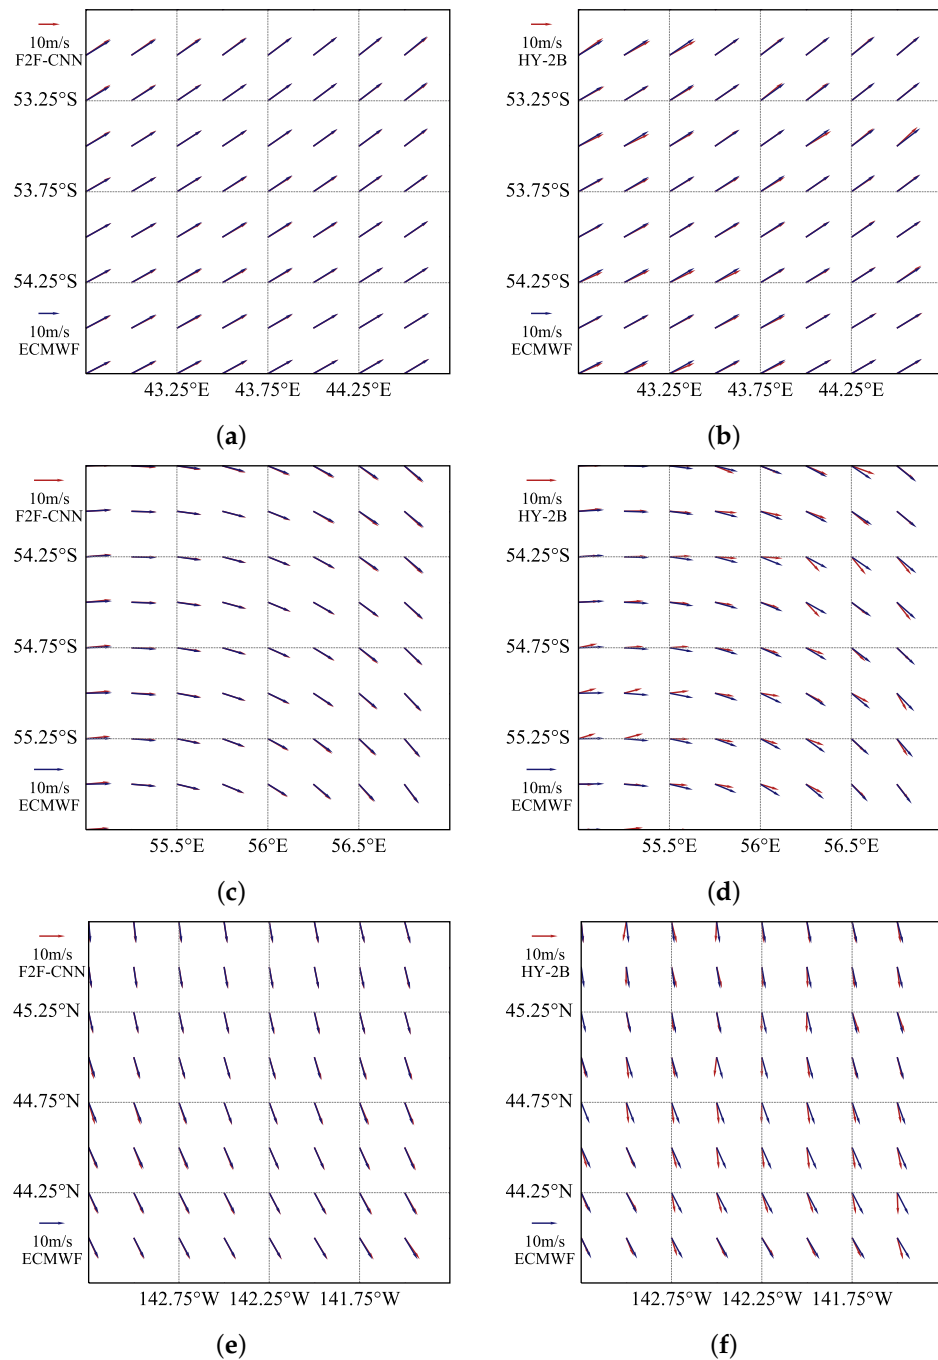 10m/s
F2F-CNN
53.25°S
53.75°S
54.25°S
10m/s
ECMWF
43.25°E 43.75°E 44.25°E
(a)
10m/s
HY-2B
53.25°S
53.75°S
54.25°S
10m/s
ECMWF
43.25°E 43.75°E 44.25°E
(b)
10m/s
F2F-CNN
54.25°S
54.75°S
55.25°S
10m/s
ECMWF
55.5°E 56°E 56.5°E
(c)
10m/s
HY-2B
54.25°S
54.75°S
55.25°S
10m/s
ECMWF
55.5°E 56°E 56.5°E
(d)
10m/s
F2F-CNN
45.25°N
44.75°N
44.25°N
10m/s
ECMWF
142.75°W 142.25°W 141.75°W
(e)
10m/s
HY-2B
45.25°N
44.75°N
44.25°N
10m/s
ECMWF
142.75°W 142.25°W 141.75°W
(f)